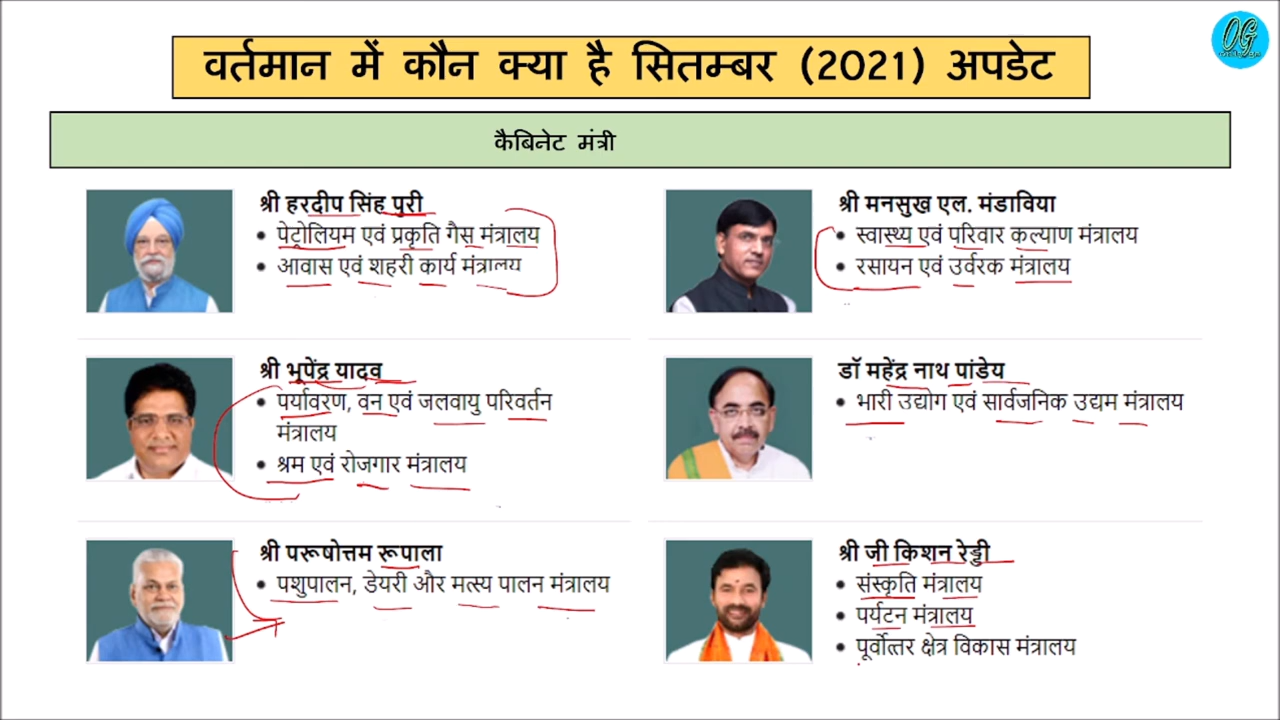 वर्तमान में कौन क्या है सितम्बर (2021) अपडेट
OG
कैबिनेट मंत्री
श्री हरदीप सिंह पुरी
• पेट्रोलियम एवं प्रकृति गैस मंत्रालय
• आवास एवं शहरी कार्य मंत्रालय
श्री मनसुख एल. मंडाविया
• स्वास्थ्य एवं परिवार कल्याण मंत्रालय
• रसायन एवं उर्वरक मंत्रालय
श्री भूपेंद्र यादव
• पर्यावरण, वन एवं जलवायु परिवर्तन
मंत्रालय
• श्रम एवं रोजगार मंत्रालय
डॉ महेंद्र नाथ पांडेय
• भारी उद्योग एवं सार्वजनिक उद्यम मंत्रालय
श्री परूषोत्तम रूपाला
• पशुपालन, डेयरी और मत्स्य पालन मंत्रालय
श्री जी किशन रेड्डी
• संस्कृति मंत्रालय
• पर्यटन मंत्रालय
• पूर्वोत्तर क्षेत्र विकास मंत्रालय